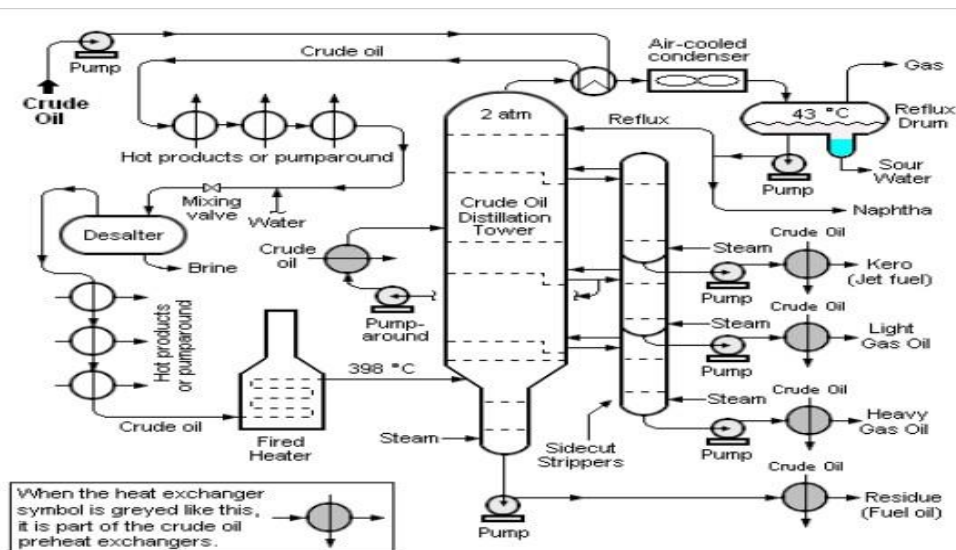 Crude oil
Pump
Crude
Oil
Air-cooled
condenser
Gas
2 atm
Reflux
43 °C
Reflux
Drum
Hot products or pumparound
Pump
Sour
Water
Mixing
valve
Water
Naphtha
Crude Oil
Distillation
Tower
Desalter
Brine
Crude
oil
Steam
Crude Oil
Kero
(Jet fuel)
Pump
Crude Oil
Pump-
around
Hot products
or pumparound
Steam
Light
Gas Oil
Pump
Crude Oil
398 °C
Steam
Heavy
Gas Oil
Pump
Crude oil
Fired
Heater
Steam
Sidecut
Strippers
Crude Oil
Residue
(Fuel oil)
Pump
When the heat exchanger
symbol is greyed like this,
it is part of the crude oil
preheat exchangers.